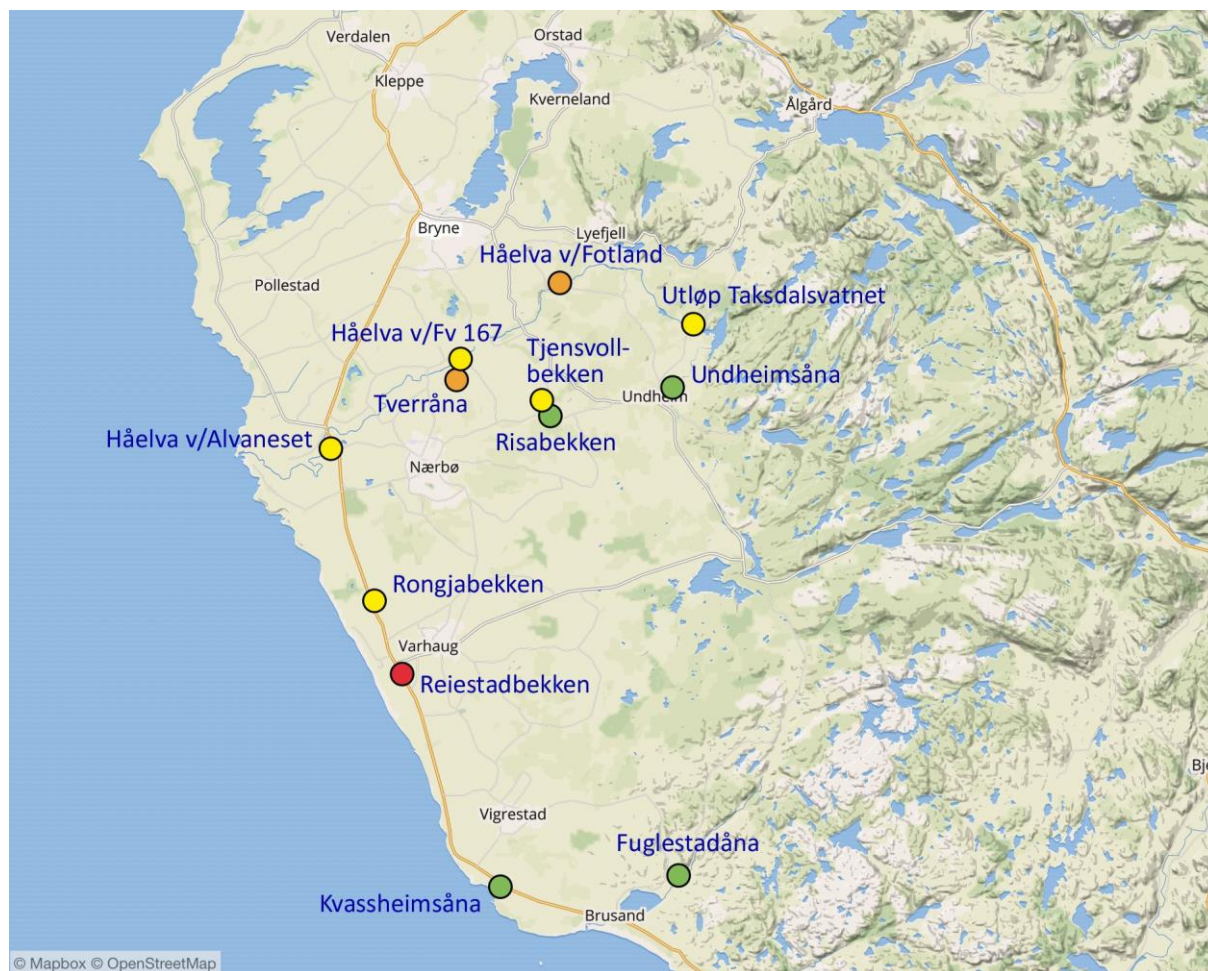 Verdalen
Orstad
Kleppe
Kverneland
Ålgård
Bryne
Lyefjell
Håelva v/Fotland
Pollestad
Utløp Taksdalsvatnet
Håelva v/Fv 167
Tjensvoll-
bekken
Undheimsåna
Undheim
Tverråna
Håelva v/Alvaneset
Risabekken
Nærbø
Rongjabekken
Varhaug
Reiestadbekken
Bje
Vigrestad
Fuglestadåna
Kvassheimsåna
Brusand
© Mapbox © OpenStreetMap